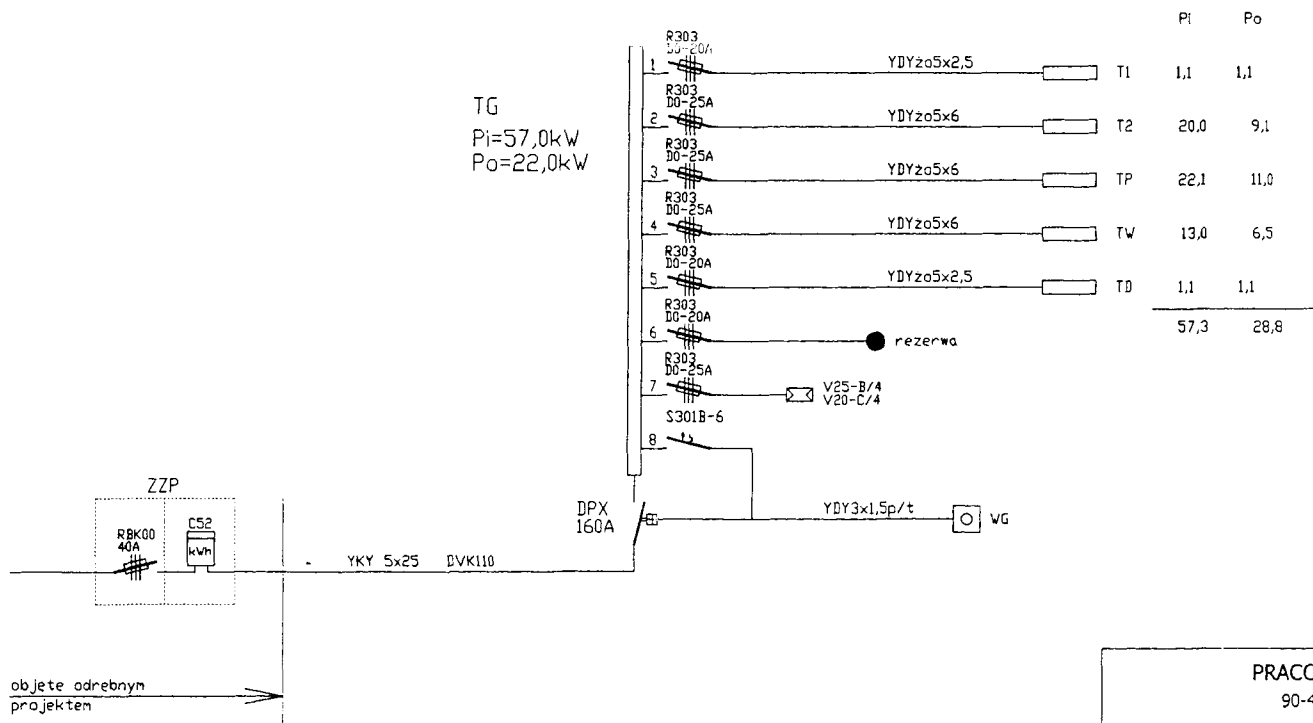 Pi Po
TG
Pi=57,0kW
Po=22,0kW
R303
D0-20A
1 YDYżo5x2,5 T1 1,1 1,1
R303
D0-25A
2 YDYżo5x6 T2 20,0 9,1
R303
D0-25A
3 YDYżo5x6 TP 22,1 11,0
R303
D0-25A
4 YDYżo5x6 TW 13,0 6,5
R303
D0-20A
5 YDYżo5x2,5 TD 1,1 1,1
57,3 28,8
R303
D0-20A
6 rezerwa
R303
D0-25A
7 V25-B/4
V20-C/4
S301B-6
8
ZZP
RBK00
40A
C52
kWh
DPX
160A
YDY3x1,5p/t WG
YKY 5x25 DVK110
objete odrebnym
projektem
PRACO
90-4